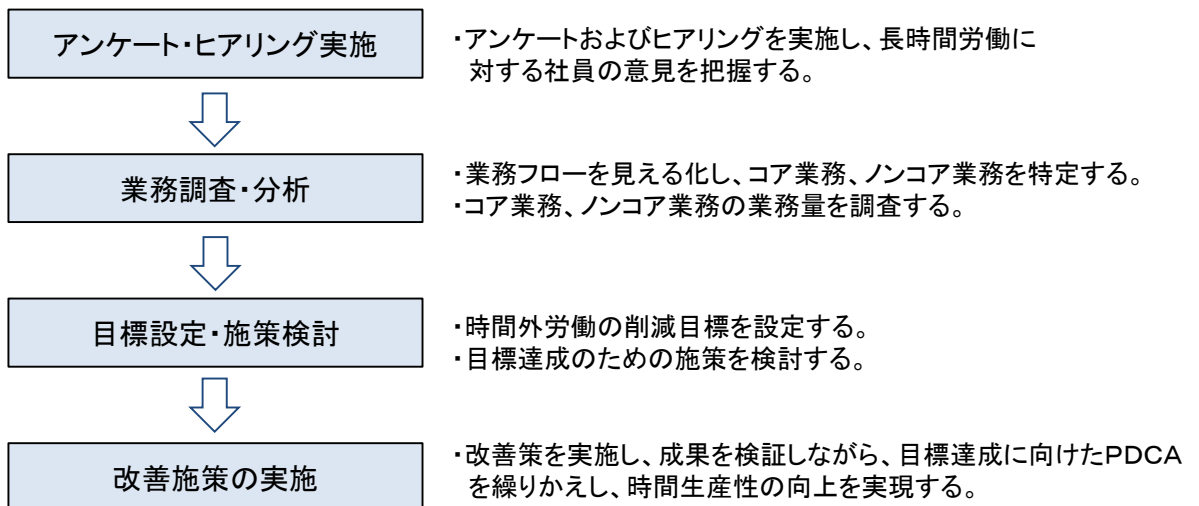 アンケート・ヒアリング実施
・アンケートおよびヒアリングを実施し、長時間労働に
対する社員の意見を把握する。
業務調査・分析
・業務フローを見える化し、コア業務、ノンコア業務を特定する。
・コア業務、ノンコア業務の業務量を調査する。
目標設定・施策検討
・時間外労働の削減目標を設定する。
・目標達成のための施策を検討する。
改善施策の実施
・改善策を実施し、成果を検証しながら、目標達成に向けたPDCA
を繰りかえし、時間生産性の向上を実現する。